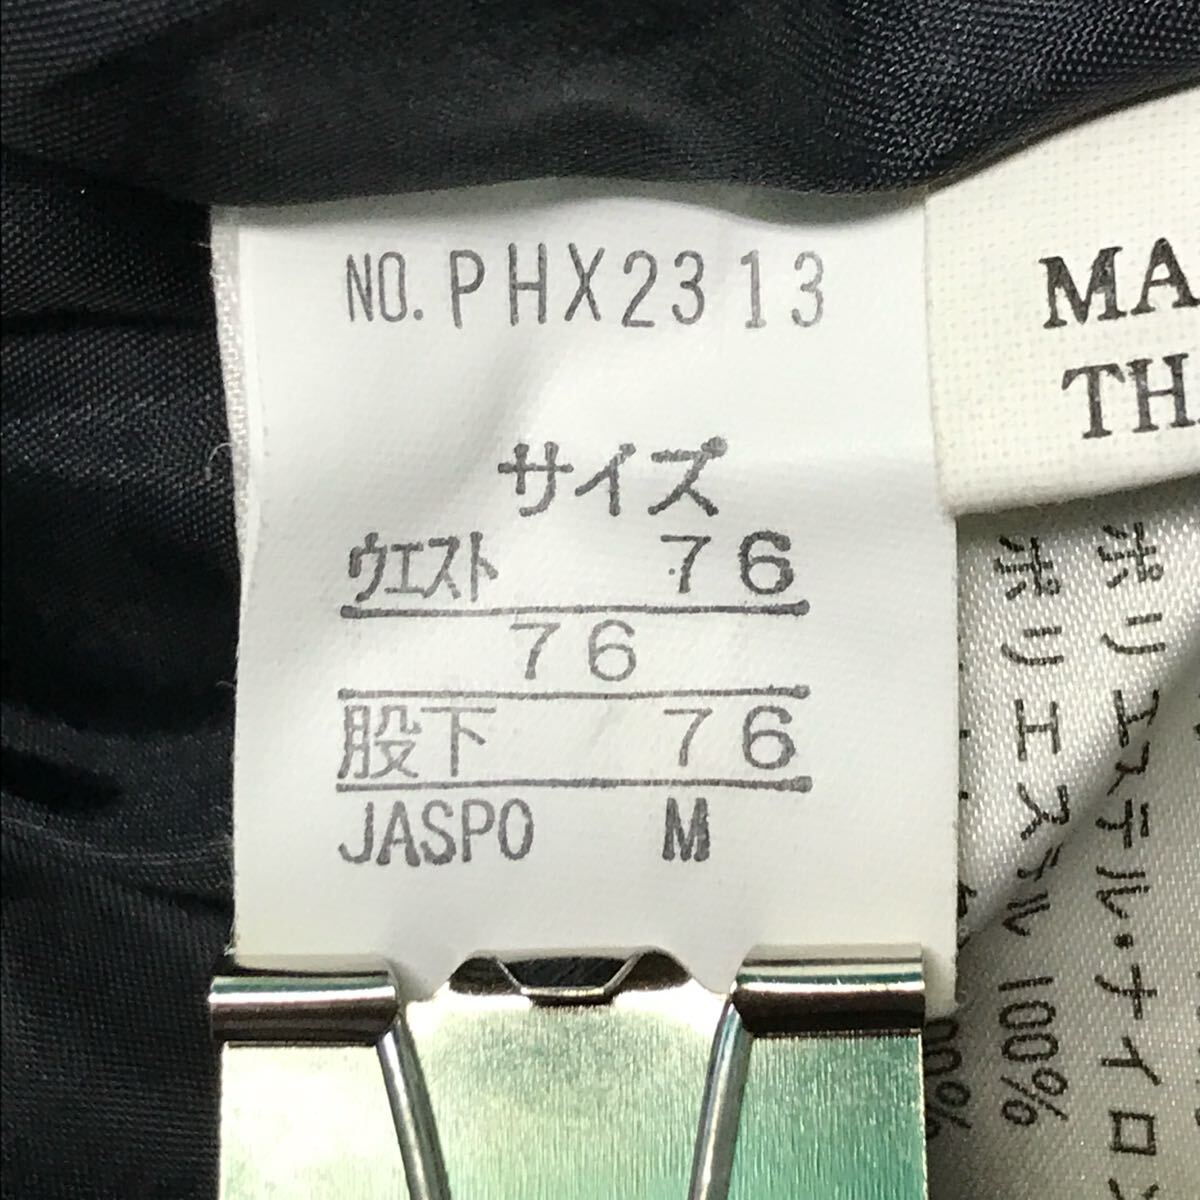 NO.PHX2313
サイズ
ウエスト 76
76
股下 76
JASPO M
MA
TH
ポリエステル・ナイロン
ポリエステル 100%
00%